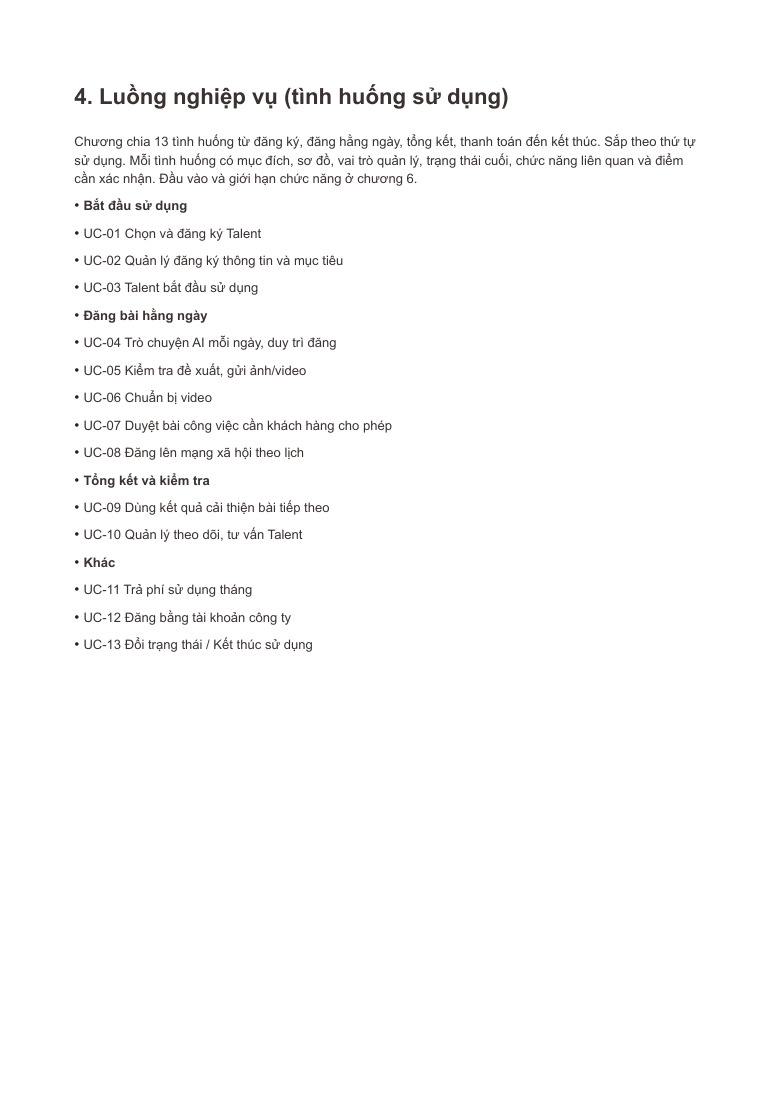 4. Luồng nghiệp vụ (tình huống sử dụng)
Chương chia 13 tình huống từ đăng ký, đăng hằng ngày, tổng kết, thanh toán đến kết thúc. Sắp theo thứ tự
sử dụng. Mỗi tình huống có mục đích, sơ đồ, vai trò quản lý, trạng thái cuối, chức năng liên quan và điểm
cần xác nhận. Đầu vào và giới hạn chức năng ở chương 6.
• Bắt đầu sử dụng
• UC-01 Chọn và đăng ký Talent
• UC-02 Quản lý đăng ký thông tin và mục tiêu
• UC-03 Talent bắt đầu sử dụng
• Đăng bài hằng ngày
• UC-04 Trò chuyện AI mỗi ngày, duy trì đăng
• UC-05 Kiểm tra đề xuất, gửi ảnh/video
• UC-06 Chuẩn bị video
• UC-07 Duyệt bài công việc cần khách hàng cho phép
• UC-08 Đăng lên mạng xã hội theo lịch
• Tổng kết và kiểm tra
• UC-09 Dùng kết quả cải thiện bài tiếp theo
• UC-10 Quản lý theo dõi, tư vấn Talent
• Khác
• UC-11 Trả phí sử dụng tháng
• UC-12 Đăng bằng tài khoản công ty
• UC-13 Đổi trạng thái / Kết thúc sử dụng